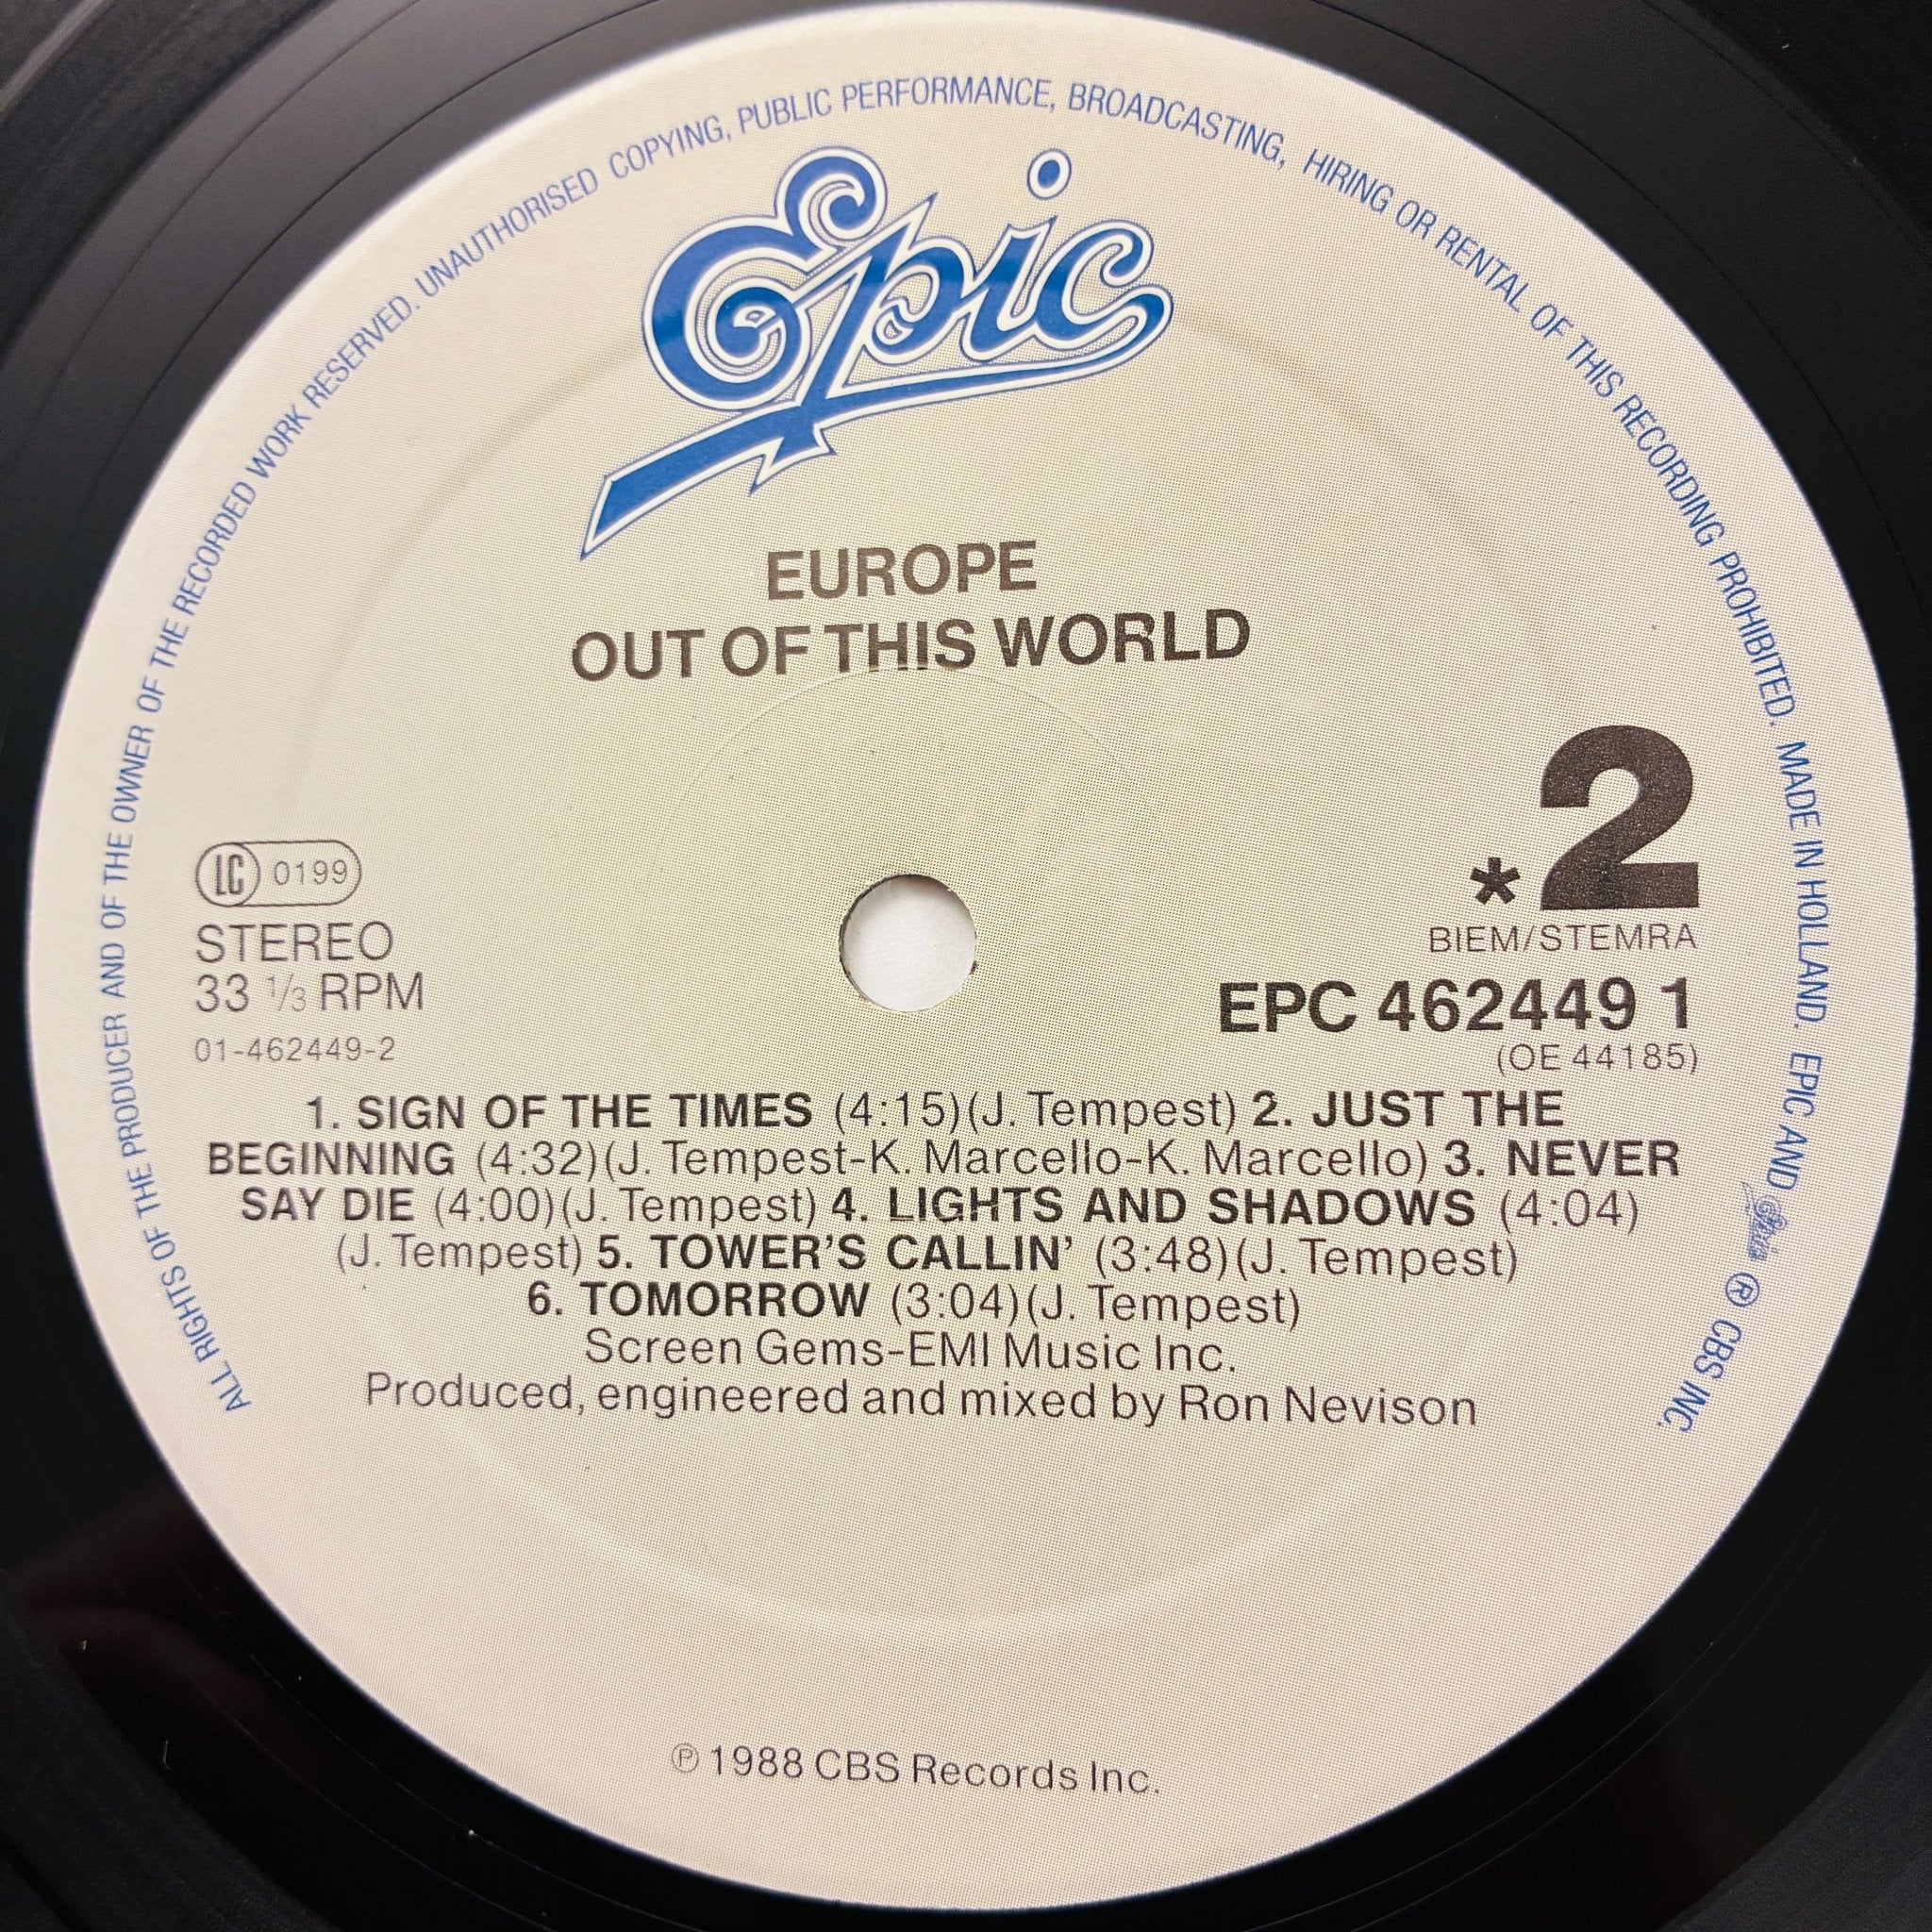 ALL RIGHTS OF THE PRODUCER AND OF THE OWNER OF THE RECORDED WORK RESERVED. UNAUTHORISED COPYING, PUBLIC PERFORMANCE, BROADCASTING, HIRING OR RENTAL OF THIS RECORDING PROHIBITED. MADE IN HOLLAND. EPIC AND Epic ® CBS INC.
Epic
EUROPE
OUT OF THIS WORLD
LC 0199
STEREO
33 1/3 RPM
01-462449-2
*2
BIEM/STEMRA
EPC 462449 1
(OE 44185)
1. SIGN OF THE TIMES (4:15)(J. Tempest) 2. JUST THE
BEGINNING (4:32)(J. Tempest-K. Marcello-K. Marcello) 3. NEVER
SAY DIE (4:00)(J. Tempest) 4. LIGHTS AND SHADOWS (4:04)
(J. Tempest) 5. TOWER'S CALLIN' (3:48)(J. Tempest)
6. TOMORROW (3:04)(J. Tempest)
Screen Gems-EMI Music Inc.
Produced, engineered and mixed by Ron Nevison
℗ 1988 CBS Records Inc.